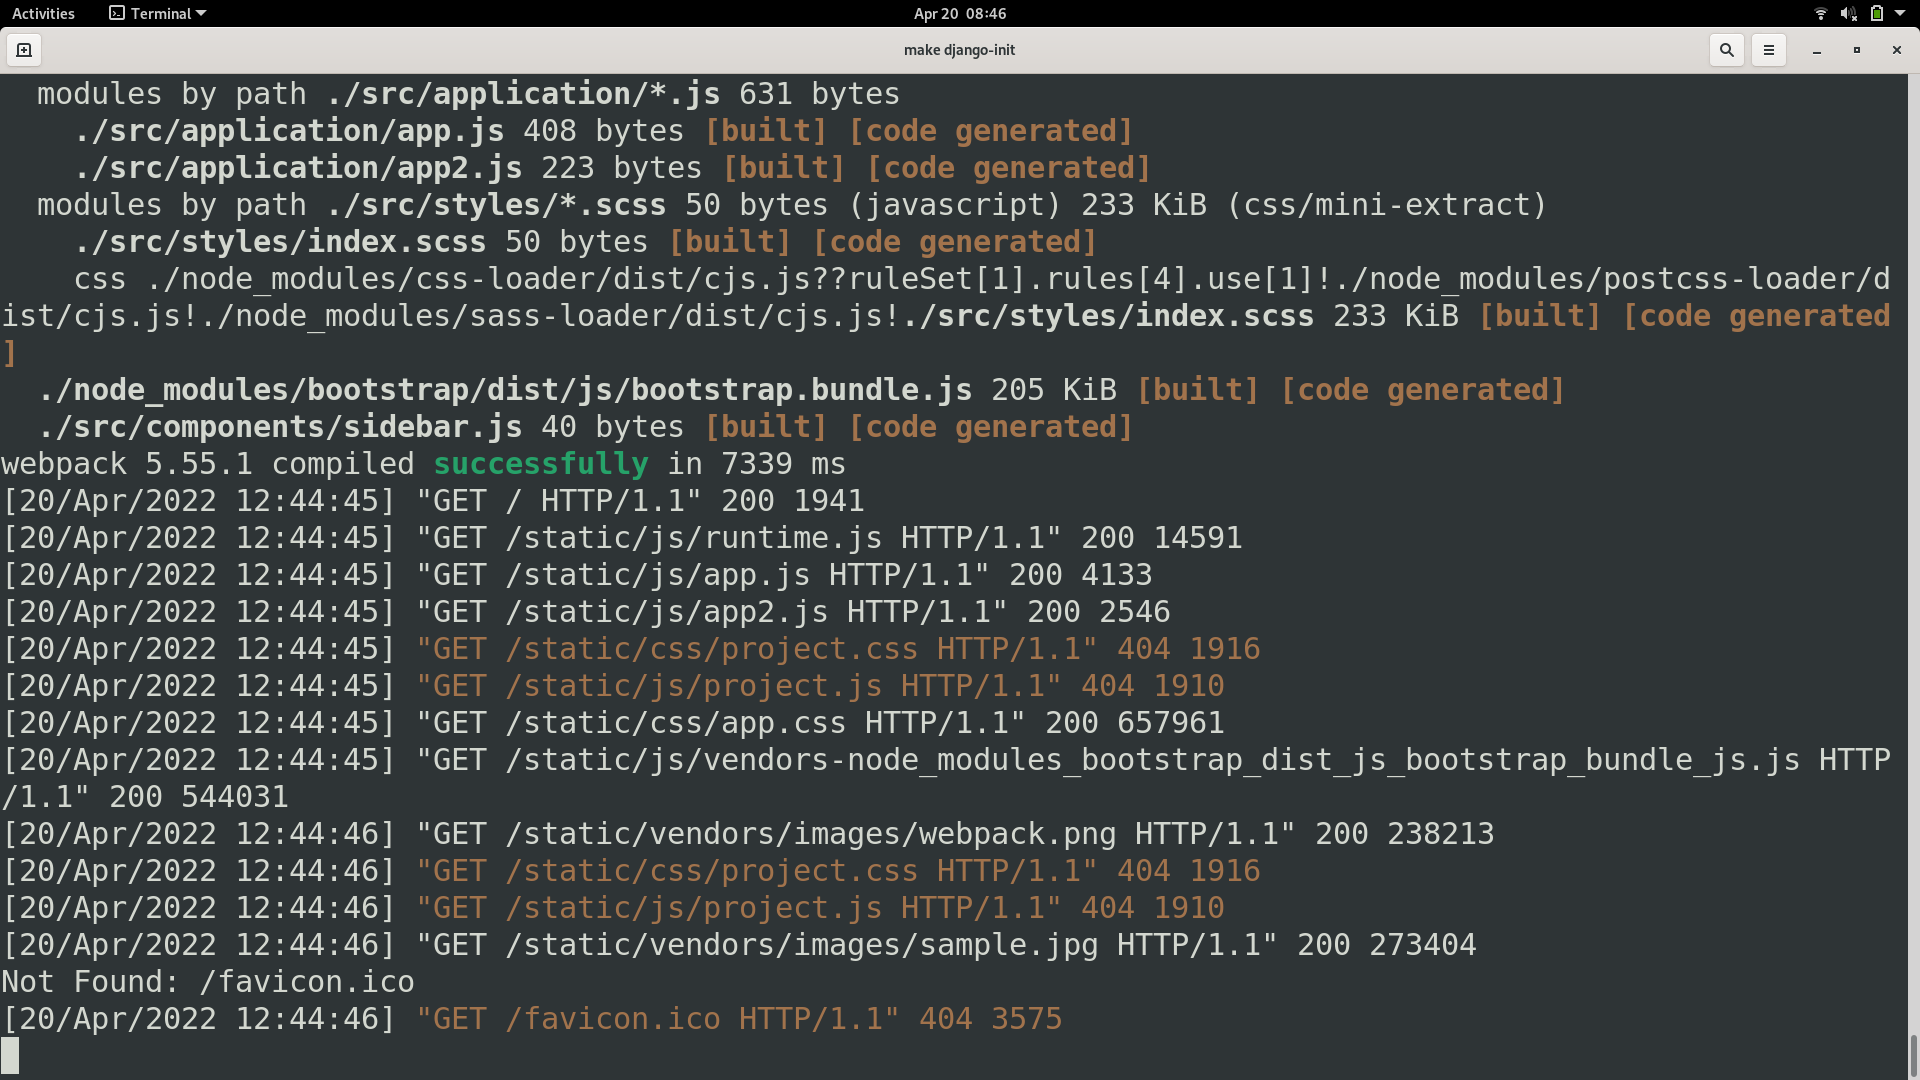 Activities Terminal Apr 20 08:46
make django-init
modules by path ./src/application/*.js 631 bytes
./src/application/app.js 408 bytes [built] [code generated]
./src/application/app2.js 223 bytes [built] [code generated]
modules by path ./src/styles/*.scss 50 bytes (javascript) 233 KiB (css/mini-extract)
./src/styles/index.scss 50 bytes [built] [code generated]
css ./node_modules/css-loader/dist/cjs.js??ruleSet[1].rules[4].use[1]!./node_modules/postcss-loader/d
ist/cjs.js!./node_modules/sass-loader/dist/cjs.js!./src/styles/index.scss 233 KiB [built] [code generated
]
./node_modules/bootstrap/dist/js/bootstrap.bundle.js 205 KiB [built] [code generated]
./src/components/sidebar.js 40 bytes [built] [code generated]
webpack 5.55.1 compiled successfully in 7339 ms
[20/Apr/2022 12:44:45] "GET / HTTP/1.1" 200 1941
[20/Apr/2022 12:44:45] "GET /static/js/runtime.js HTTP/1.1" 200 14591
[20/Apr/2022 12:44:45] "GET /static/js/app.js HTTP/1.1" 200 4133
[20/Apr/2022 12:44:45] "GET /static/js/app2.js HTTP/1.1" 200 2546
[20/Apr/2022 12:44:45] "GET /static/css/project.css HTTP/1.1" 404 1916
[20/Apr/2022 12:44:45] "GET /static/js/project.js HTTP/1.1" 404 1910
[20/Apr/2022 12:44:45] "GET /static/css/app.css HTTP/1.1" 200 657961
[20/Apr/2022 12:44:45] "GET /static/js/vendors-node_modules_bootstrap_dist_js_bootstrap_bundle_js.js HTTP
/1.1" 200 544031
[20/Apr/2022 12:44:46] "GET /static/vendors/images/webpack.png HTTP/1.1" 200 238213
[20/Apr/2022 12:44:46] "GET /static/css/project.css HTTP/1.1" 404 1916
[20/Apr/2022 12:44:46] "GET /static/js/project.js HTTP/1.1" 404 1910
[20/Apr/2022 12:44:46] "GET /static/vendors/images/sample.jpg HTTP/1.1" 200 273404
Not Found: /favicon.ico
[20/Apr/2022 12:44:46] "GET /favicon.ico HTTP/1.1" 404 3575